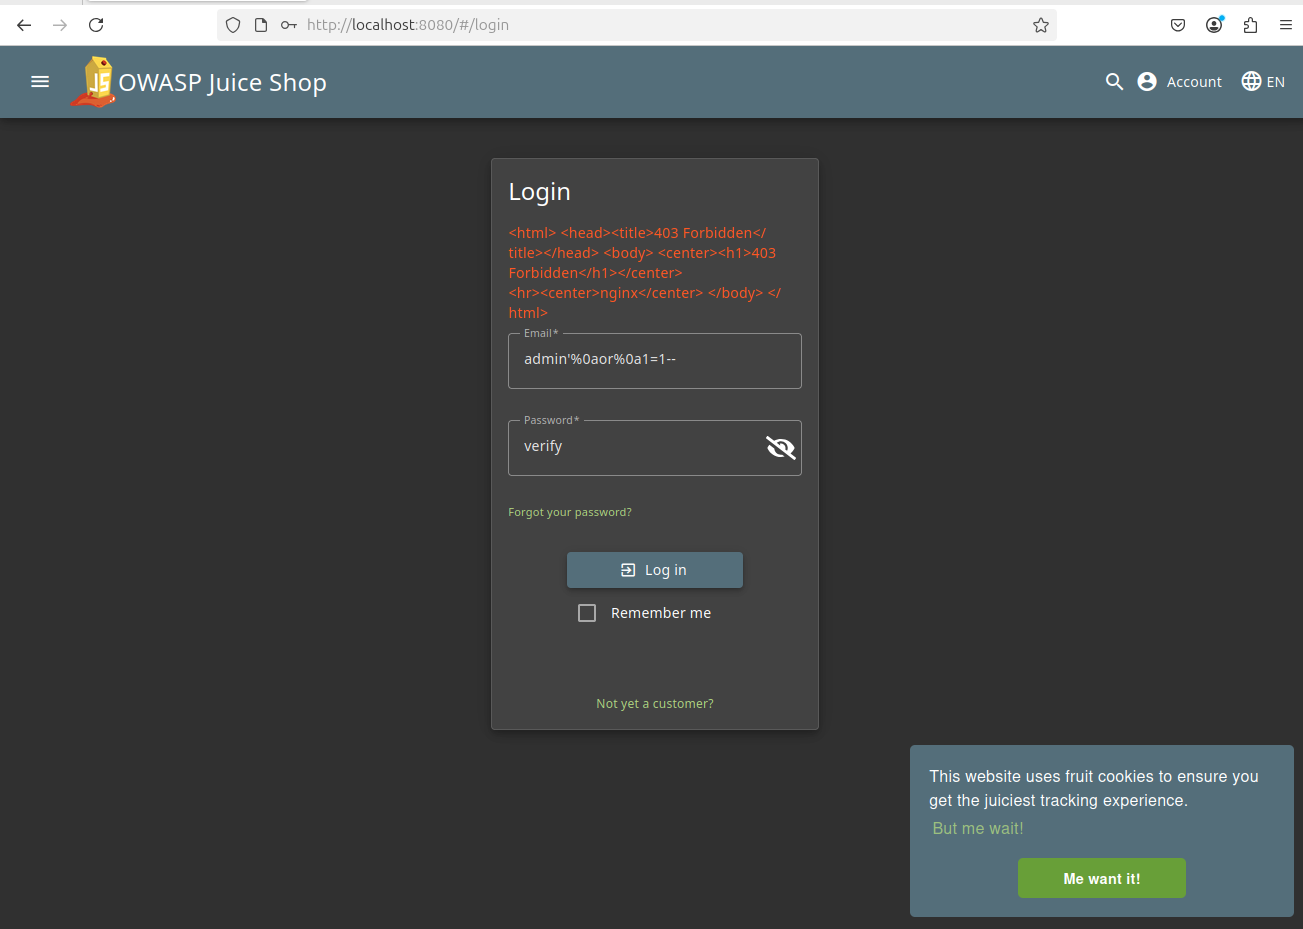 http://localhost:8080/#/login
OWASP Juice Shop
Account
EN
Login
<html> <head><title>403 Forbidden</
title></head> <body> <center><h1>403
Forbidden</h1></center>
<hr><center>nginx</center> </body> </
html>
Email*
admin'%0aor%0a1=1--
Password*
verify
Forgot your password?
Log in
Remember me
Not yet a customer?
This website uses fruit cookies to ensure you
get the juiciest tracking experience.
But me wait!
Me want it!